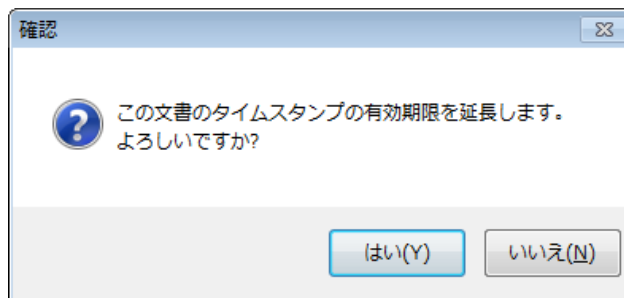 確認
この文書のタイムスタンプの有効期限を延長します。
よろしいですか?
はい(Y)
いいえ(N)